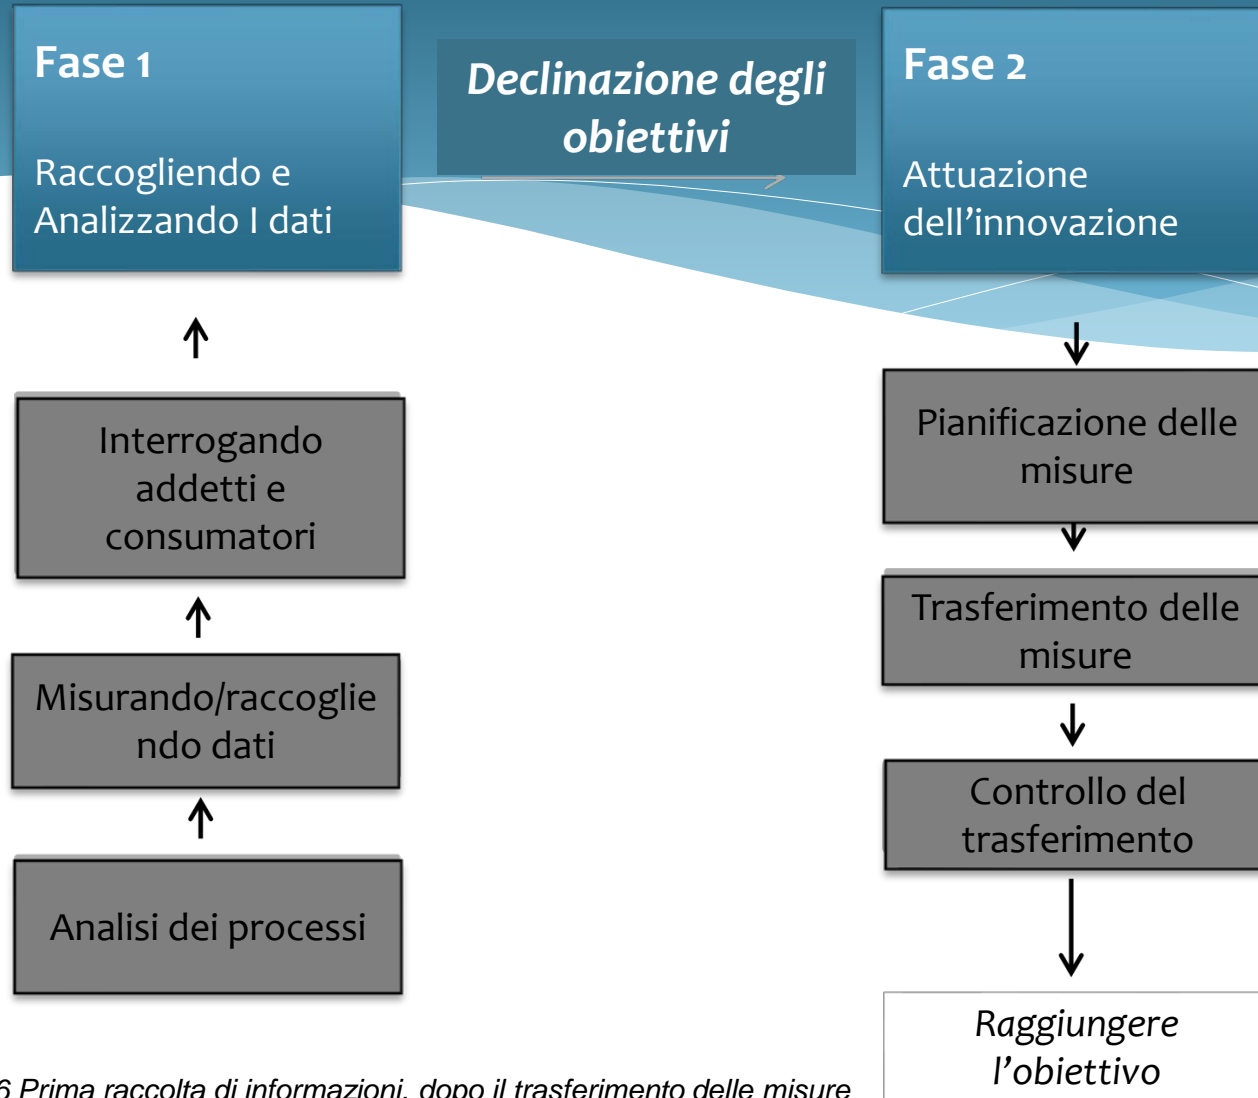 Fase 1
Raccogliendo e
Analizzando I dati
Declinazione degli
obiettivi
Fase 2
Attuazione
dell’innovazione
Interrogando
addetti e
consumatori
Misurando/raccoglie
ndo dati
Analisi dei processi
Pianificazione delle
misure
Trasferimento delle
misure
Controllo del
trasferimento
Raggiungere
l’obiettivo
6 Prima raccolta di informazioni, dopo il trasferimento delle misure